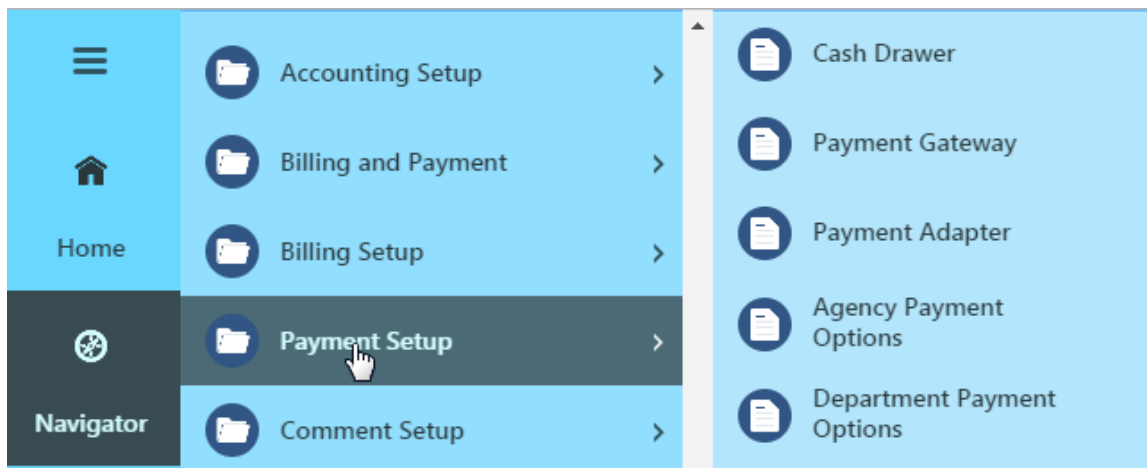 Home
Navigator
Accounting Setup
Billing and Payment
Billing Setup
Payment Setup
Comment Setup
Cash Drawer
Payment Gateway
Payment Adapter
Agency Payment
Options
Department Payment
Options